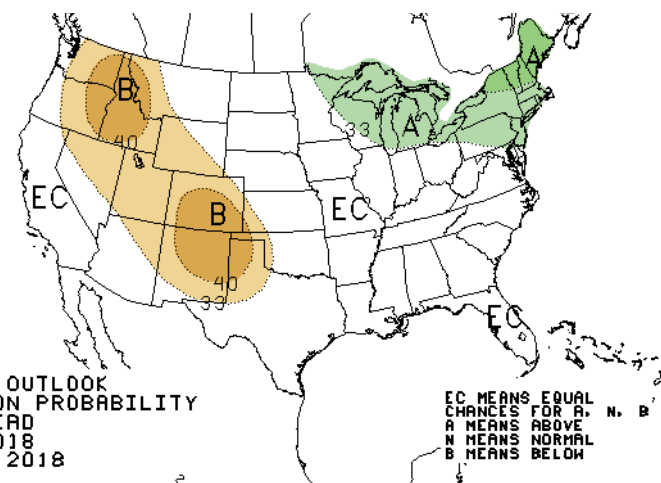 A
B
33
A
40
EC
EC
B
40
33
EC
OUTLOOK
ON PROBABILITY
EAD
018
2018
EC MEANS EQUAL
CHANCES FOR A, N, B
A MEANS ABOVE
N MEANS NORMAL
B MEANS BELOW